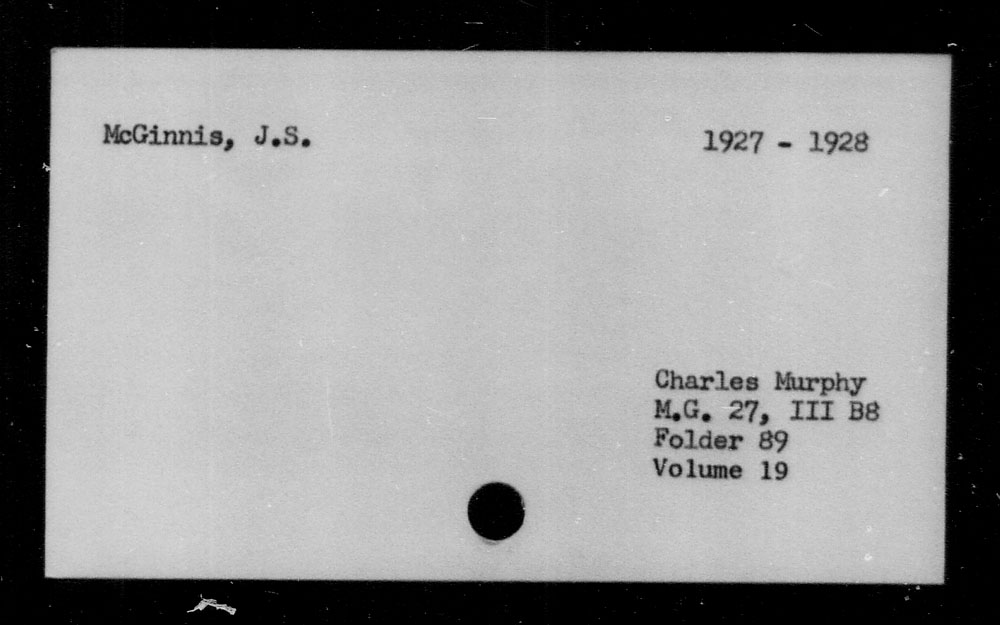 McGinnis, J.S. 1927 - 1928
Charles Murphy
M.G. 27, III B8
Folder 89
Volume 19